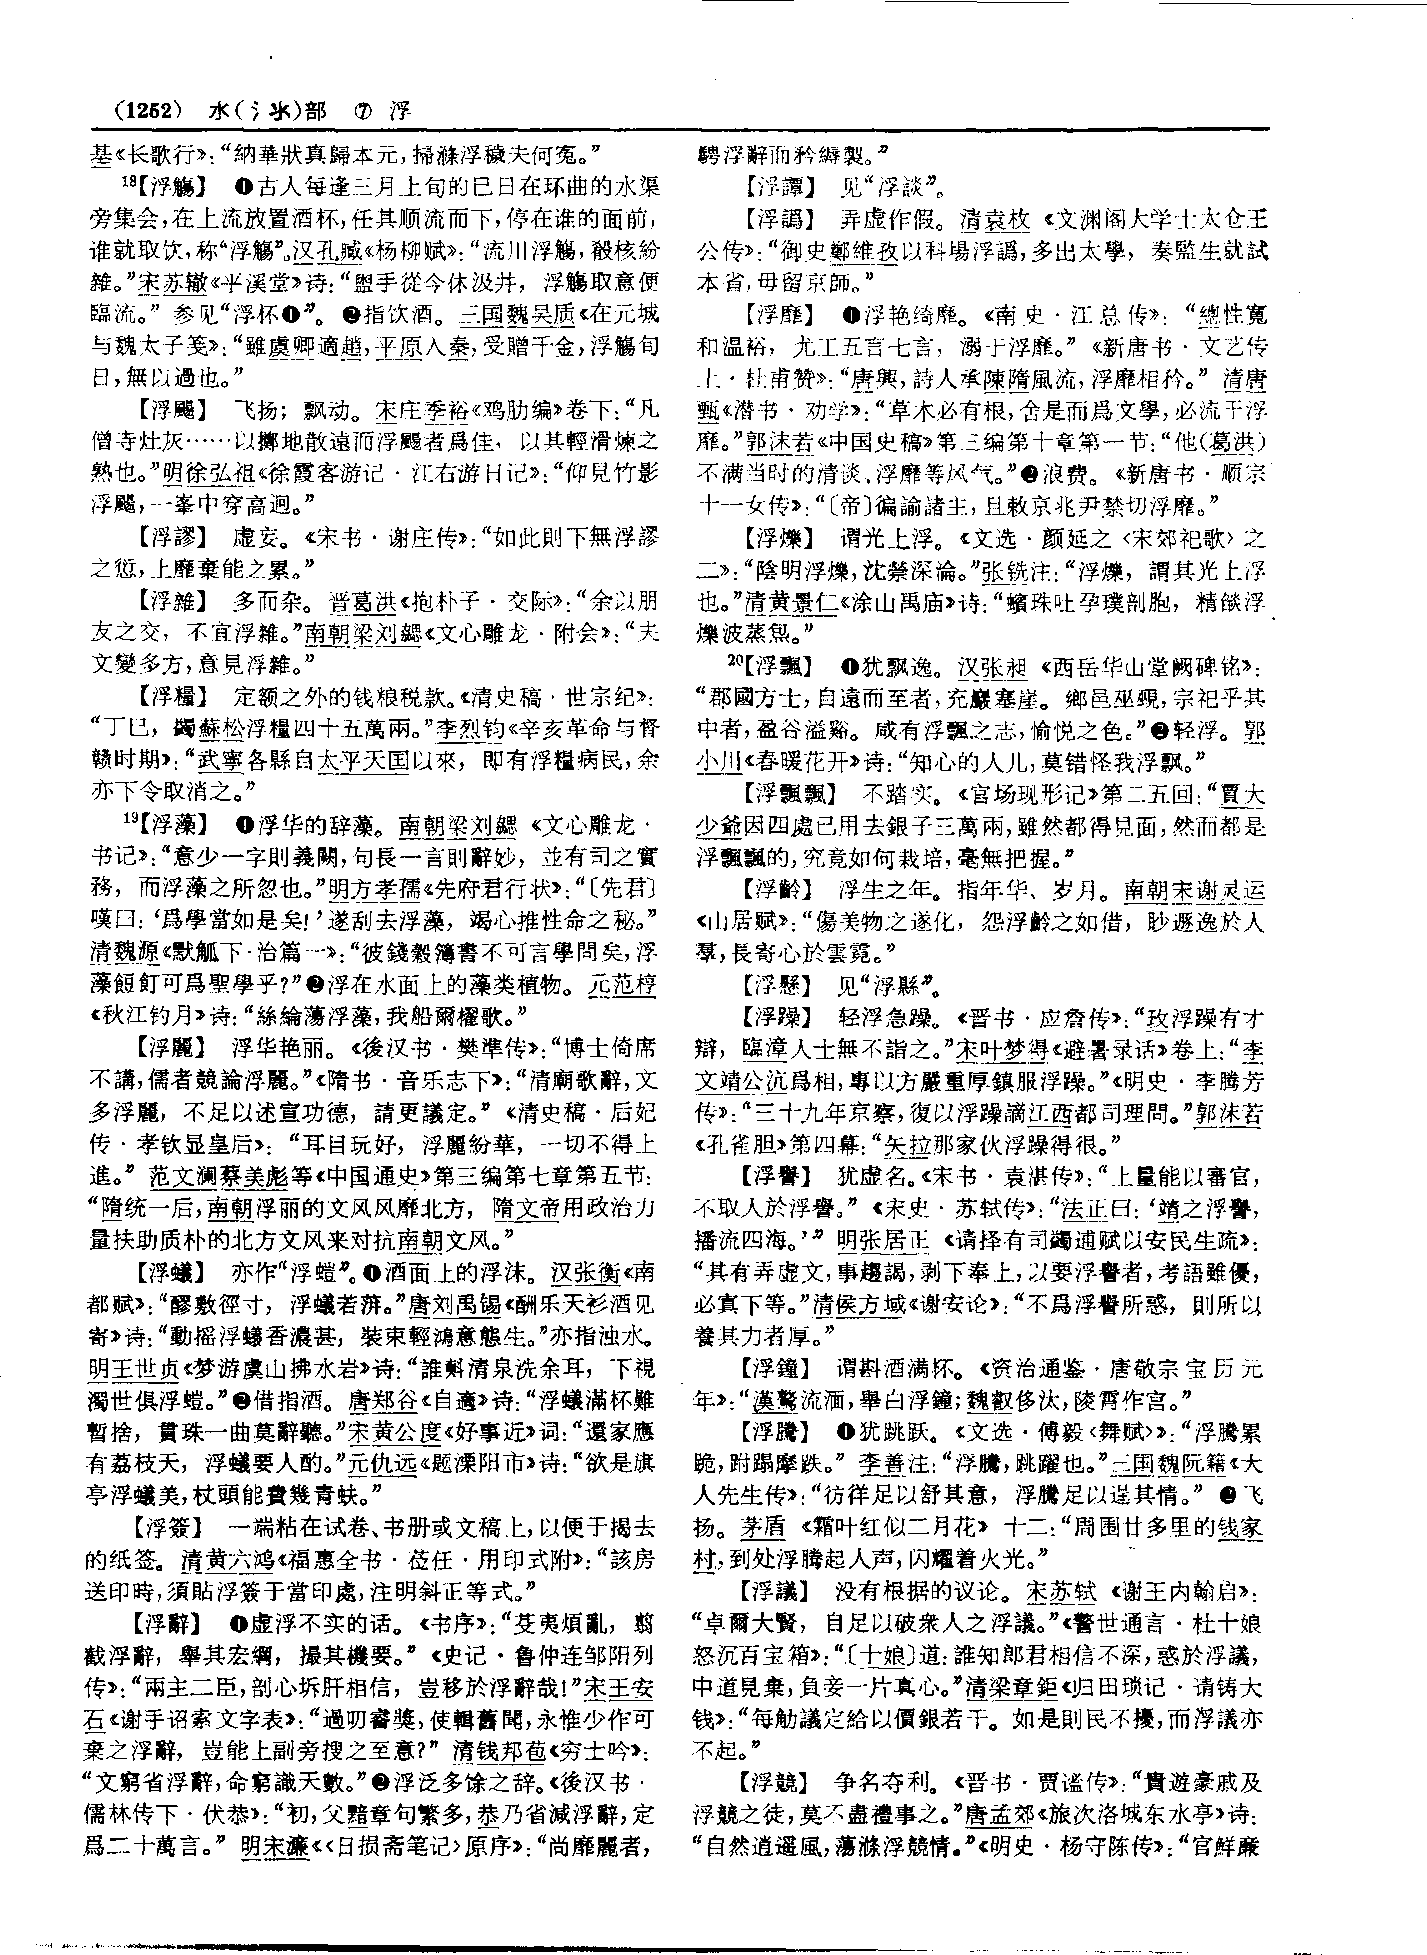 (1252) 水(氵氺)部 ⑦ 浮
基《长歌行》：“納華狀真歸本元，掃滌浮穢夫何冤。”
18【浮觴】 ❶古人每逢三月上旬的巳日在环曲的水渠
旁集会，在上流放置酒杯，任其顺流而下，停在谁的面前，
谁就取饮，称“浮觴”。汉孔臧《杨柳赋》：“流川浮觴，殽核紛
雜。”宋苏辙《平溪堂》诗：“盥手從今休汲井，浮觴取意便
臨流。” 参见“浮杯❶”。 ❷指饮酒。 三国魏吴质《在元城
与魏太子笺》：“雖虞卿適趙，平原入秦，受贈千金，浮觴旬
日，無以過也。”
【浮颺】 飞扬；飘动。 宋庄季裕《鸡肋编》卷下：“凡
僧寺灶灰……以擲地散遠而浮颺者爲佳，以其輕滑煉之
熟也。”明徐弘祖《徐霞客游记·江右游日记》：“仰見竹影
浮颺，一峯中穿高迥。”
【浮謬】 虚妄。《宋书·谢庄传》：“如此則下無浮謬
之愆，上靡棄能之累。”
【浮雜】 多而杂。 晋葛洪《抱朴子·交际》：“余以朋
友之交，不宜浮雜。”南朝梁刘勰《文心雕龙·附会》：“夫
文變多方，意見浮雜。”
【浮糧】 定额之外的钱粮税款。《清史稿·世宗纪》：
“丁巳，蠲蘇松浮糧四十五萬兩。”李烈钧《辛亥革命与督
赣时期》：“武寧各縣自太平天国以來，即有浮糧病民，余
亦下令取消之。”
19【浮藻】 ❶浮华的辞藻。 南朝梁刘勰《文心雕龙·
书记》：“意少一字則義闕，句長一言則辭妙，並有司之實
務，而浮藻之所忽也。”明方孝孺《先府君行状》：“〔先君〕
嘆曰：‘爲學當如是矣！’遂刮去浮藻，竭心推性命之秘。”
清魏源《默觚下·治篇一》：“彼錢穀簿書不可言學問矣，浮
藻餖飣可爲聖學乎？”❷浮在水面上的藻类植物。 元范梈
《秋江钓月》诗：“絲綸蕩浮藻，我船爾櫂歌。”
【浮麗】 浮华艳丽。《後汉书·樊準传》：“博士倚席
不講，儒者競論浮麗。”《隋书·音乐志下》：“清廟歌辭，文
多浮麗，不足以述宣功德，請更議定。” 《清史稿·后妃
传·孝钦显皇后》：“耳目玩好，浮麗紛華，一切不得上
進。” 范文澜蔡美彪等《中国通史》第三编第七章第五节：
“隋统一后，南朝浮丽的文风风靡北方，隋文帝用政治力
量扶助质朴的北方文风来对抗南朝文风。”
【浮蟻】 亦作“浮螘”。❶酒面上的浮沫。 汉张衡《南
都赋》：“醪敷徑寸，浮蟻若蓱。”唐刘禹锡《酬乐天衫酒见
寄》诗：“動摇浮蟻香濃甚，裝束輕鴻意態生。”亦指浊水。
明王世贞《梦游虞山拂水岩》诗：“誰斟清泉洗余耳，下視
濁世俱浮螘。”❷借指酒。 唐郑谷《自適》诗：“浮蟻滿杯難
暫捨，貫珠一曲莫辭聽。”宋黄公度《好事近》词：“還家應
有荔枝天，浮蟻要人酌。”元仇远《题溧阳市》诗：“欲是旗
亭浮蟻美，杖頭能費幾青蚨。”
【浮簽】 一端粘在试卷、书册或文稿上，以便于揭去
的纸签。 清黄六鸿《福惠全书·莅任·用印式附》：“該房
送印時，須貼浮簽于當印處，注明斜正等式。”
【浮辭】 ❶虚浮不实的话。《书序》：“芟夷煩亂，翦
截浮辭，舉其宏綱，撮其機要。” 《史记·鲁仲连邹阳列
传》：“兩主二臣，剖心坼肝相信，豈移於浮辭哉！”宋王安
石《谢手诏索文字表》：“過叨睿獎，使輯舊聞，永惟少作可
棄之浮辭，豈能上副旁搜之至意？” 清钱邦芑《穷士吟》：
“文窮省浮辭，命窮識天數。”❷浮泛多馀之辞。《後汉书·
儒林传下·伏恭》：“初，父黯章句繁多，恭乃省減浮辭，定
爲二十萬言。” 明宋濂《〈日损斋笔记〉原序》：“尚靡麗者，
騁浮辭而矜縟製。”
【浮譚】 见“浮談”。
【浮譌】 弄虚作假。 清袁枚《文渊阁大学士太仓王
公传》：“御史鄭維孜以科場浮譌，多出太學，奏監生就試
本省，毋留京師。”
【浮靡】 ❶浮艳绮靡。《南史·江总传》：“總性寬
和温裕，尤工五言七言，溺于浮靡。” 《新唐书·文艺传
上·杜甫赞》：“唐興，詩人承陳隋風流，浮靡相矜。” 清唐
甄《潜书·劝学》：“草木必有根，舍是而爲文學，必流于浮
靡。”郭沫若《中国史稿》第三编第十章第一节：“他（葛洪）
不满当时的清谈、浮靡等风气。”❷浪费。《新唐书·顺宗
十一女传》：“〔帝〕徧諭諸主，且敕京兆尹禁切浮靡。”
【浮爍】 谓光上浮。《文选·颜延之〈宋郊祀歌〉之
二》：“陰明浮爍，沈禜深淪。”张铣注：“浮爍，謂其光上浮
也。”清黄景仁《涂山禹庙》诗：“蠙珠吐孕璞剖胞，精燄浮
爍波蒸魚。”
20【浮飄】 ❶犹飘逸。 汉张昶《西岳华山堂阙碑铭》：
“郡國方士，自遠而至者，充巖塞崖。 鄉邑巫覡，宗祀乎其
中者，盈谷溢谿。 咸有浮飄之志，愉悦之色。”❷轻浮。 郭
小川《春暖花开》诗：“知心的人儿，莫错怪我浮飘。”
【浮飄飄】 不踏实。《官场现形记》第二五回：“賈大
少爺因四處已用去銀子三萬兩，雖然都得見面，然而都是
浮飄飄的，究竟如何栽培，毫無把握。”
【浮齡】 浮生之年。 指年华、岁月。 南朝宋谢灵运
《山居赋》：“傷美物之遂化，怨浮齡之如借，眇遯逸於人
羣，長寄心於雲霓。”
【浮懸】 见“浮縣”。
【浮躁】 轻浮急躁。《晋书·应詹传》：“玫浮躁有才
辯，臨漳人士無不詣之。”宋叶梦得《避暑录话》卷上：“李
文靖公沆爲相，專以方嚴重厚鎮服浮躁。”《明史·李腾芳
传》：“三十九年京察，復以浮躁謫江西都司理問。”郭沫若
《孔雀胆》第四幕：“矢拉那家伙浮躁得很。”
【浮譽】 犹虚名。《宋书·袁湛传》：“上量能以審官，
不取人於浮譽。” 《宋史·苏轼传》：“法正曰：‘靖之浮譽，
播流四海。’” 明张居正《请择有司蠲逋赋以安民生疏》：
“其有弄虚文，事趨謁，剥下奉上，以要浮譽者，考語雖優，
必寘下等。”清侯方域《谢安论》：“不爲浮譽所惑，則所以
養其力者厚。”
【浮鐘】 谓斟酒满怀。《资治通鉴·唐敬宗宝历元
年》：“漢騖流湎，舉白浮鐘；魏叡侈汰，陵霄作宫。”
【浮騰】 ❶犹跳跃。《文选·傅毅〈舞赋〉》：“浮騰累
跪，跗蹋摩跌。” 李善注：“浮騰，跳躍也。”三国魏阮籍《大
人先生传》：“彷徉足以舒其意，浮騰足以逞其情。” ❷飞
扬。 茅盾《霜叶红似二月花》十二：“周围廿多里的钱家
村，到处浮腾起人声，闪耀着火光。”
【浮議】 没有根据的议论。 宋苏轼《谢王内翰启》：
“卓爾大賢，自足以破衆人之浮議。”《警世通言·杜十娘
怒沉百宝箱》：“〔十娘〕道：誰知郎君相信不深，惑於浮議，
中道見棄，負妾一片真心。”清梁章鉅《归田琐记·请铸大
钱》：“每觔議定給以價銀若干。 如是則民不擾，而浮議亦
不起。”
【浮競】 争名夺利。《晋书·贾谧传》：“貴遊豪戚及
浮競之徒，莫不盡禮事之。”唐孟郊《旅次洛城东水亭》诗：
“自然逍遥風，蕩滌浮競情。”《明史·杨守陈传》：“官鮮廉